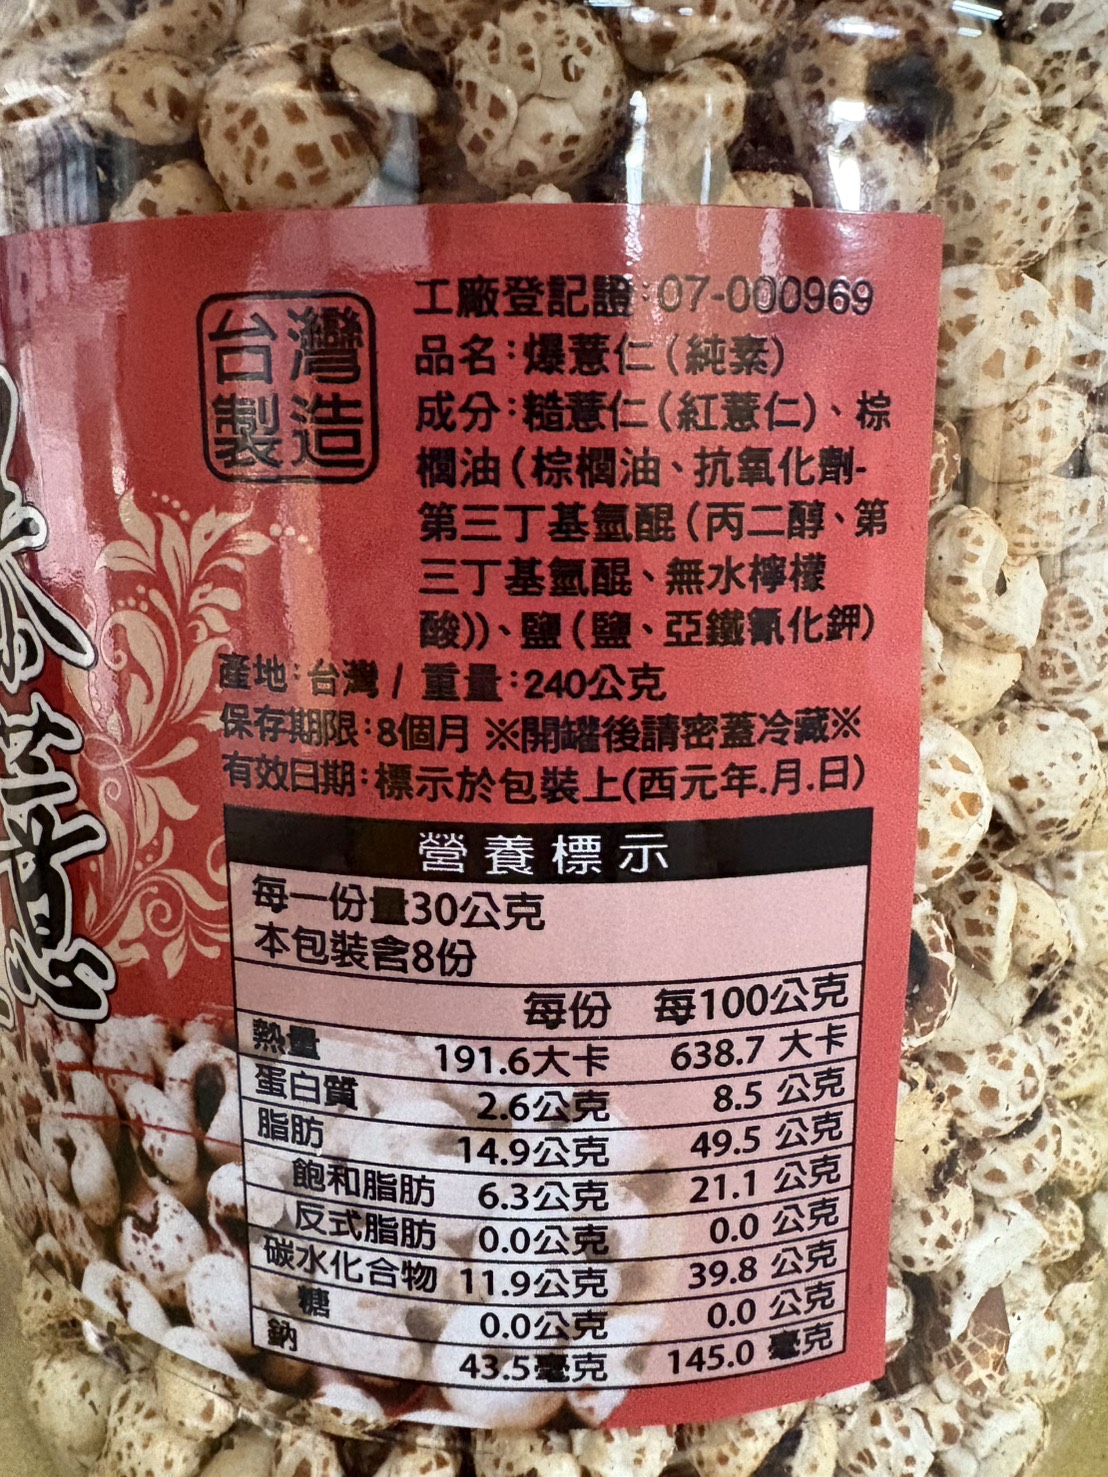 台灣
製造
工廠登記證:07-000969
品名:爆薏仁(純素)
成分:糙薏仁(紅薏仁)、棕
櫚油(棕櫚油、抗氧化劑-
第三丁基氫醌(丙二醇、第
三丁基氫醌、無水檸檬
酸))、鹽(鹽、亞鐵氰化鉀)
產地:台灣/重量:240公克
保存期限:8個月 ※開罐後請密蓋冷藏※
有效日期:標示於包裝上(西元年.月.日)
營養標示
每一份量30公克
本包裝含8份
每份 每100公克
熱量 191.6大卡 638.7 大卡
蛋白質 2.6公克 8.5 公克
脂肪 14.9公克 49.5 公克
飽和脂肪 6.3公克 21.1 公克
反式脂肪 0.0公克 0.0 公克
碳水化合物 11.9公克 39.8 公克
糖 0.0公克 0.0 公克
鈉 43.5毫克 145.0 毫克